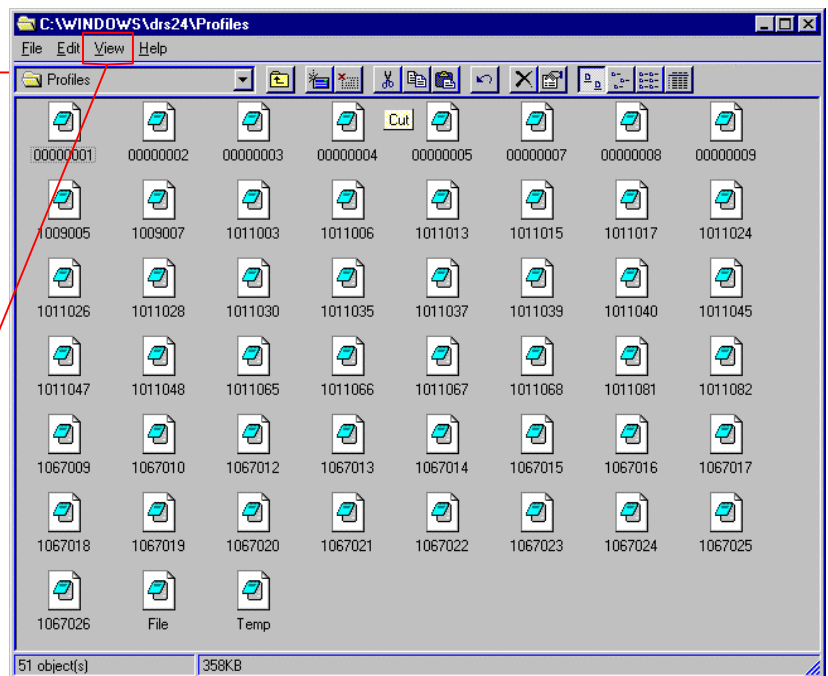 C:\WINDOWS\drs24\Profiles
File Edit View Help
Profiles
Cut
00000001 00000002 00000003 00000004 00000005 00000007 00000008 00000009
1009005 1009007 1011003 1011006 1011013 1011015 1011017 1011024
1011026 1011028 1011030 1011035 1011037 1011039 1011040 1011045
1011047 1011048 1011065 1011066 1011067 1011068 1011081 1011082
1067009 1067010 1067012 1067013 1067014 1067015 1067016 1067017
1067018 1067019 1067020 1067021 1067022 1067023 1067024 1067025
1067026 File Temp
51 object(s) 358KB